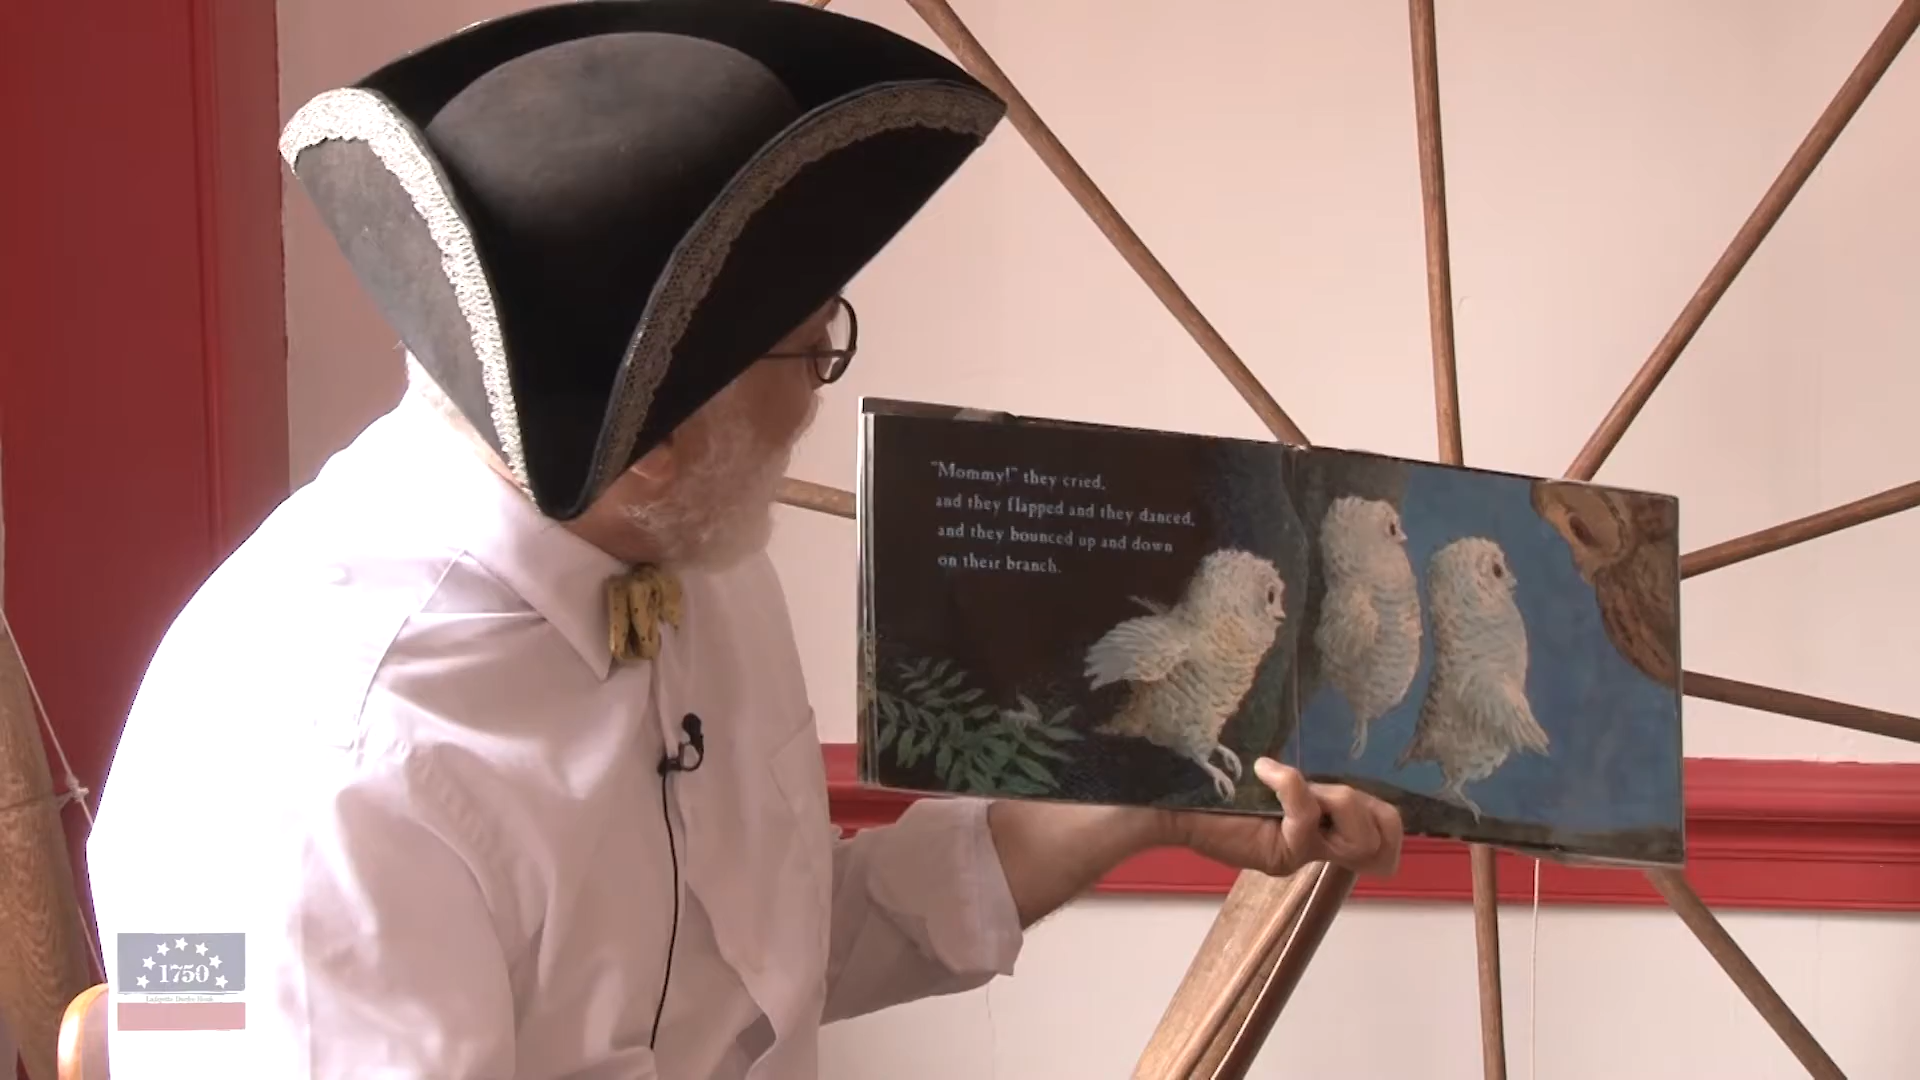 "Mommy!" they cried,
and they flapped and they danced,
and they bounced up and down
on their branch.
1750